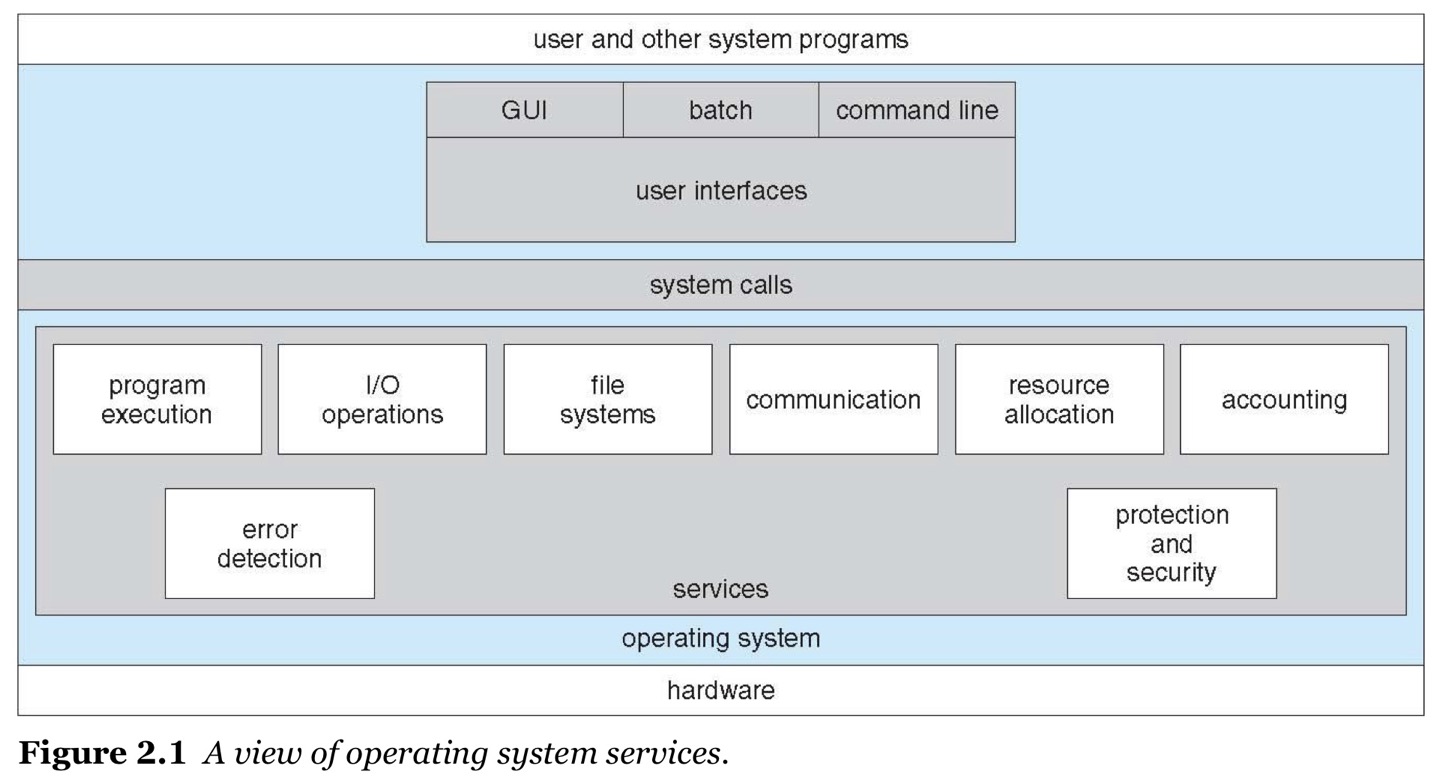 user and other system programs
GUI
batch
command line
user interfaces
system calls
program
execution
I/O
operations
file
systems
communication
resource
allocation
accounting
error
detection
protection
and
security
services
operating system
hardware
Figure 2.1 A view of operating system services.